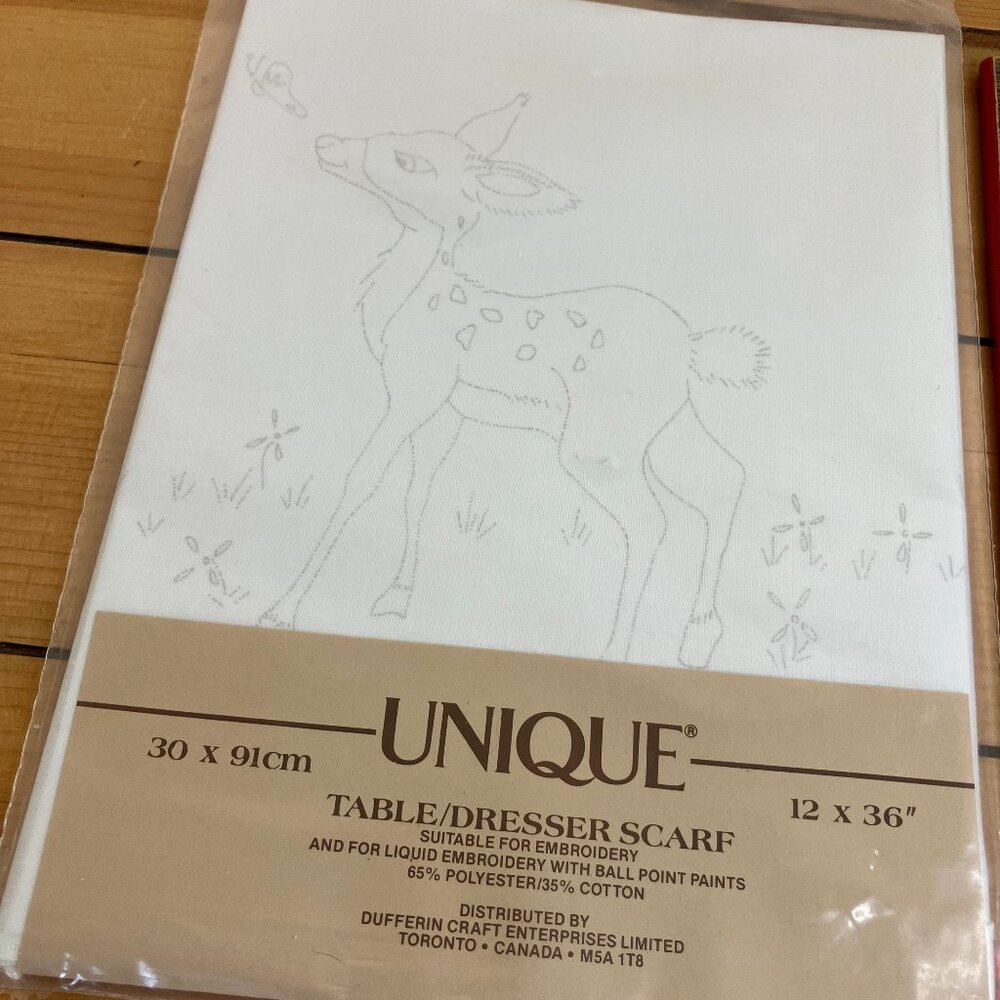 UNIQUE®
30 x 91cm
12 x 36"
TABLE/DRESSER SCARF
SUITABLE FOR EMBROIDERY
AND FOR LIQUID EMBROIDERY WITH BALL POINT PAINTS
65% POLYESTER/35% COTTON
DISTRIBUTED BY
DUFFERIN CRAFT ENTERPRISES LIMITED
TORONTO • CANADA • M5A 1T8